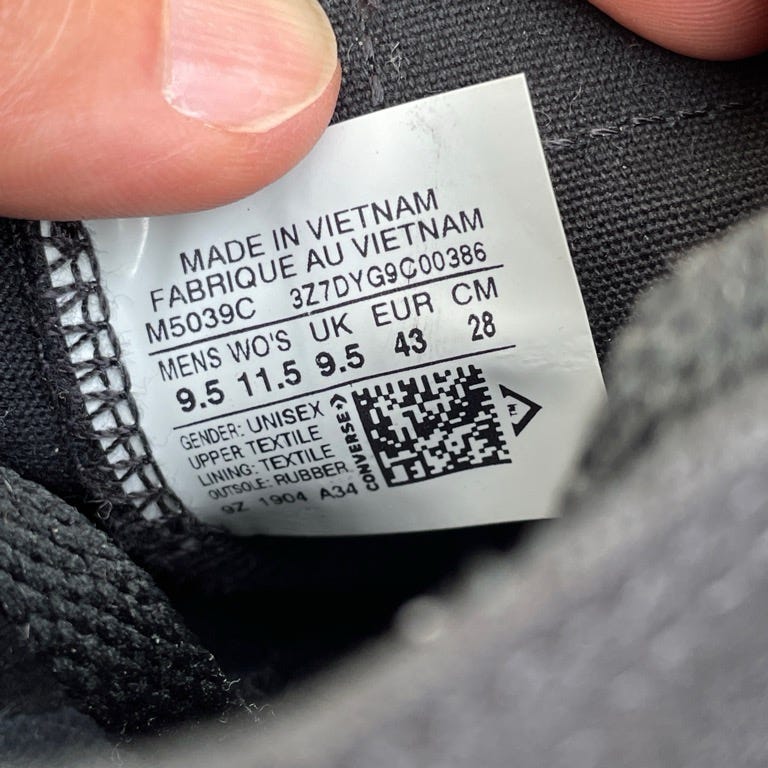 MADE IN VIETNAM
FABRIQUE AU VIETNAM
M5039C 3Z7DYG9C00386
MENS WO'S UK EUR CM
9.5 11.5 9.5 43 28
GENDER: UNISEX
UPPER TEXTILE
LINING: TEXTILE
OUTSOLE: RUBBER
9Z 1904 A34
CONVERSE
TM